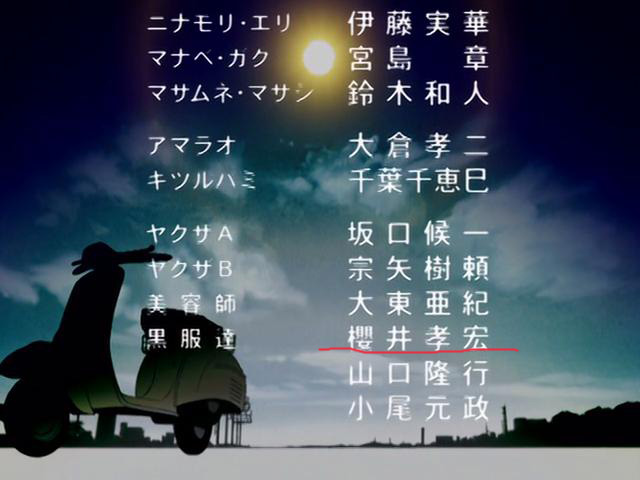 ニナモリ・エリ 伊藤実華
マナベ・ガク 宮島 章
マサムネ・マサシ 鈴木和人
アマラオ 大倉孝二
キツルバミ 千葉千恵巳
ヤクザA 坂口候一
ヤクザB 宗矢樹頼
美容師 大東亜紀
黒服達 櫻井孝宏
山口隆行
小尾元政